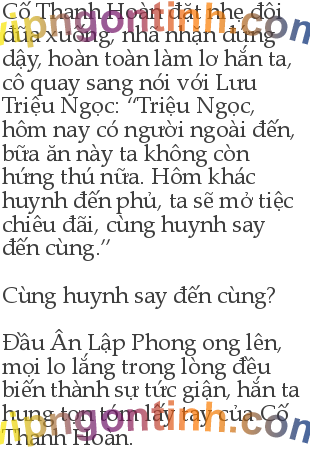 Cố Thanh Hoàn đặt nhẹ đôi
đũa xuống, nhã nhặn đứng
dậy, hoàn toàn làm lơ hắn ta,
cô quay sang nói với Lưu
Triệu Ngọc: “Triệu Ngọc,
hôm nay có người ngoài đến,
bữa ăn này ta không còn
hứng thú nữa. Hôm khác
huynh đến phủ, ta sẽ mở tiệc
chiêu đãi, cùng huynh say
đến cùng.”
Cùng huynh say đến cùng?
Đầu Ân Lập Phong ong lên,
mọi lo lắng trong lòng đều
biến thành sự tức giận, hắn ta
hung tợn tóm lấy tay của Cố
Thanh Hoàn.
vipngontinh.com
vipngontinh.com